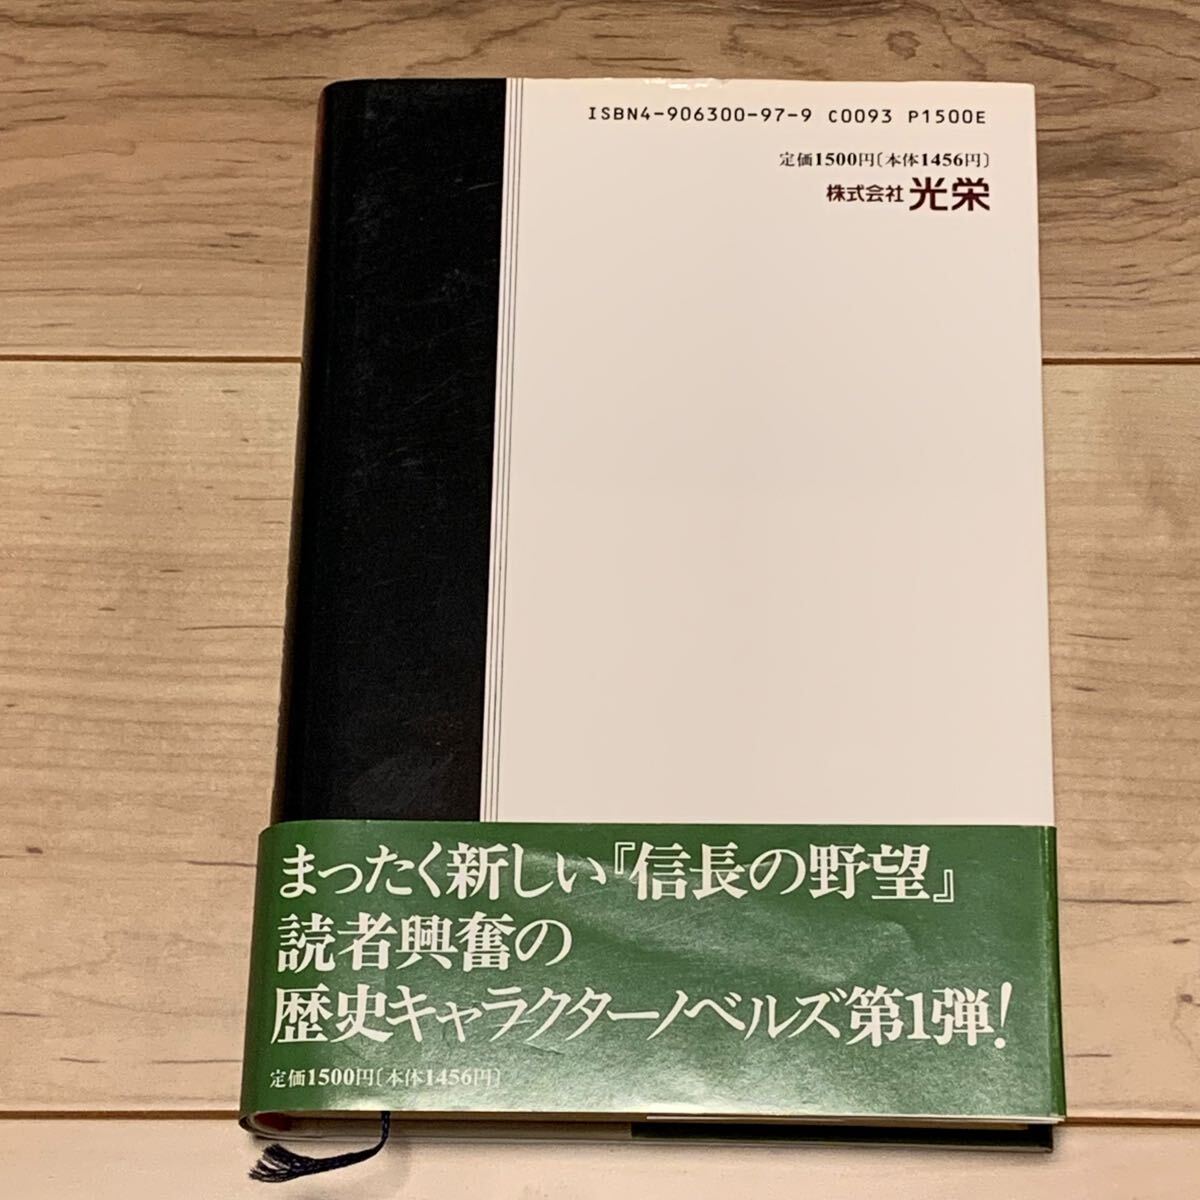 ISBN4-906300-97-9 C0093 P1500E
定価1500円〔本体1456円〕
株式会社 光栄
まったく新しい『信長の野望』
読者興奮の
歴史キャラクターノベルズ第1弾!
定価1500円〔本体1456円〕